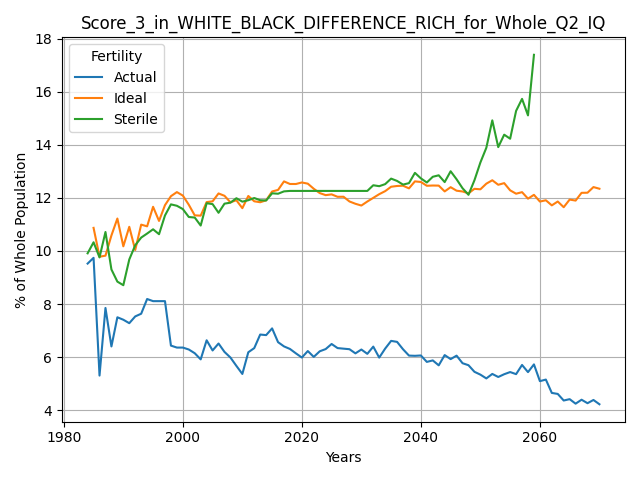 Score_3_in_WHITE_BLACK_DIFFERENCE_RICH_for_Whole_Q2_IQ
18
16
14
12
10
8
6
4
% of Whole Population
Fertility
Actual
Ideal
Sterile
1980 2000 2020 2040 2060
Years